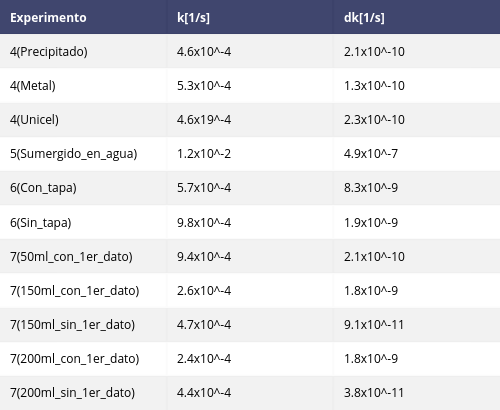 Experimento k[1/s] dk[1/s]
4(Precipitado) 4.6x10^-4 2.1x10^-10
4(Metal) 5.3x10^-4 1.3x10^-10
4(Unicel) 4.6x19^-4 2.3x10^-10
5(Sumergido_en_agua) 1.2x10^-2 4.9x10^-7
6(Con_tapa) 5.7x10^-4 8.3x10^-9
6(Sin_tapa) 9.8x10^-4 1.9x10^-9
7(50ml_con_1er_dato) 9.4x10^-4 2.1x10^-10
7(150ml_con_1er_dato) 2.6x10^-4 1.8x10^-9
7(150ml_sin_1er_dato) 4.7x10^-4 9.1x10^-11
7(200ml_con_1er_dato) 2.4x10^-4 1.8x10^-9
7(200ml_sin_1er_dato) 4.4x10^-4 3.8x10^-11